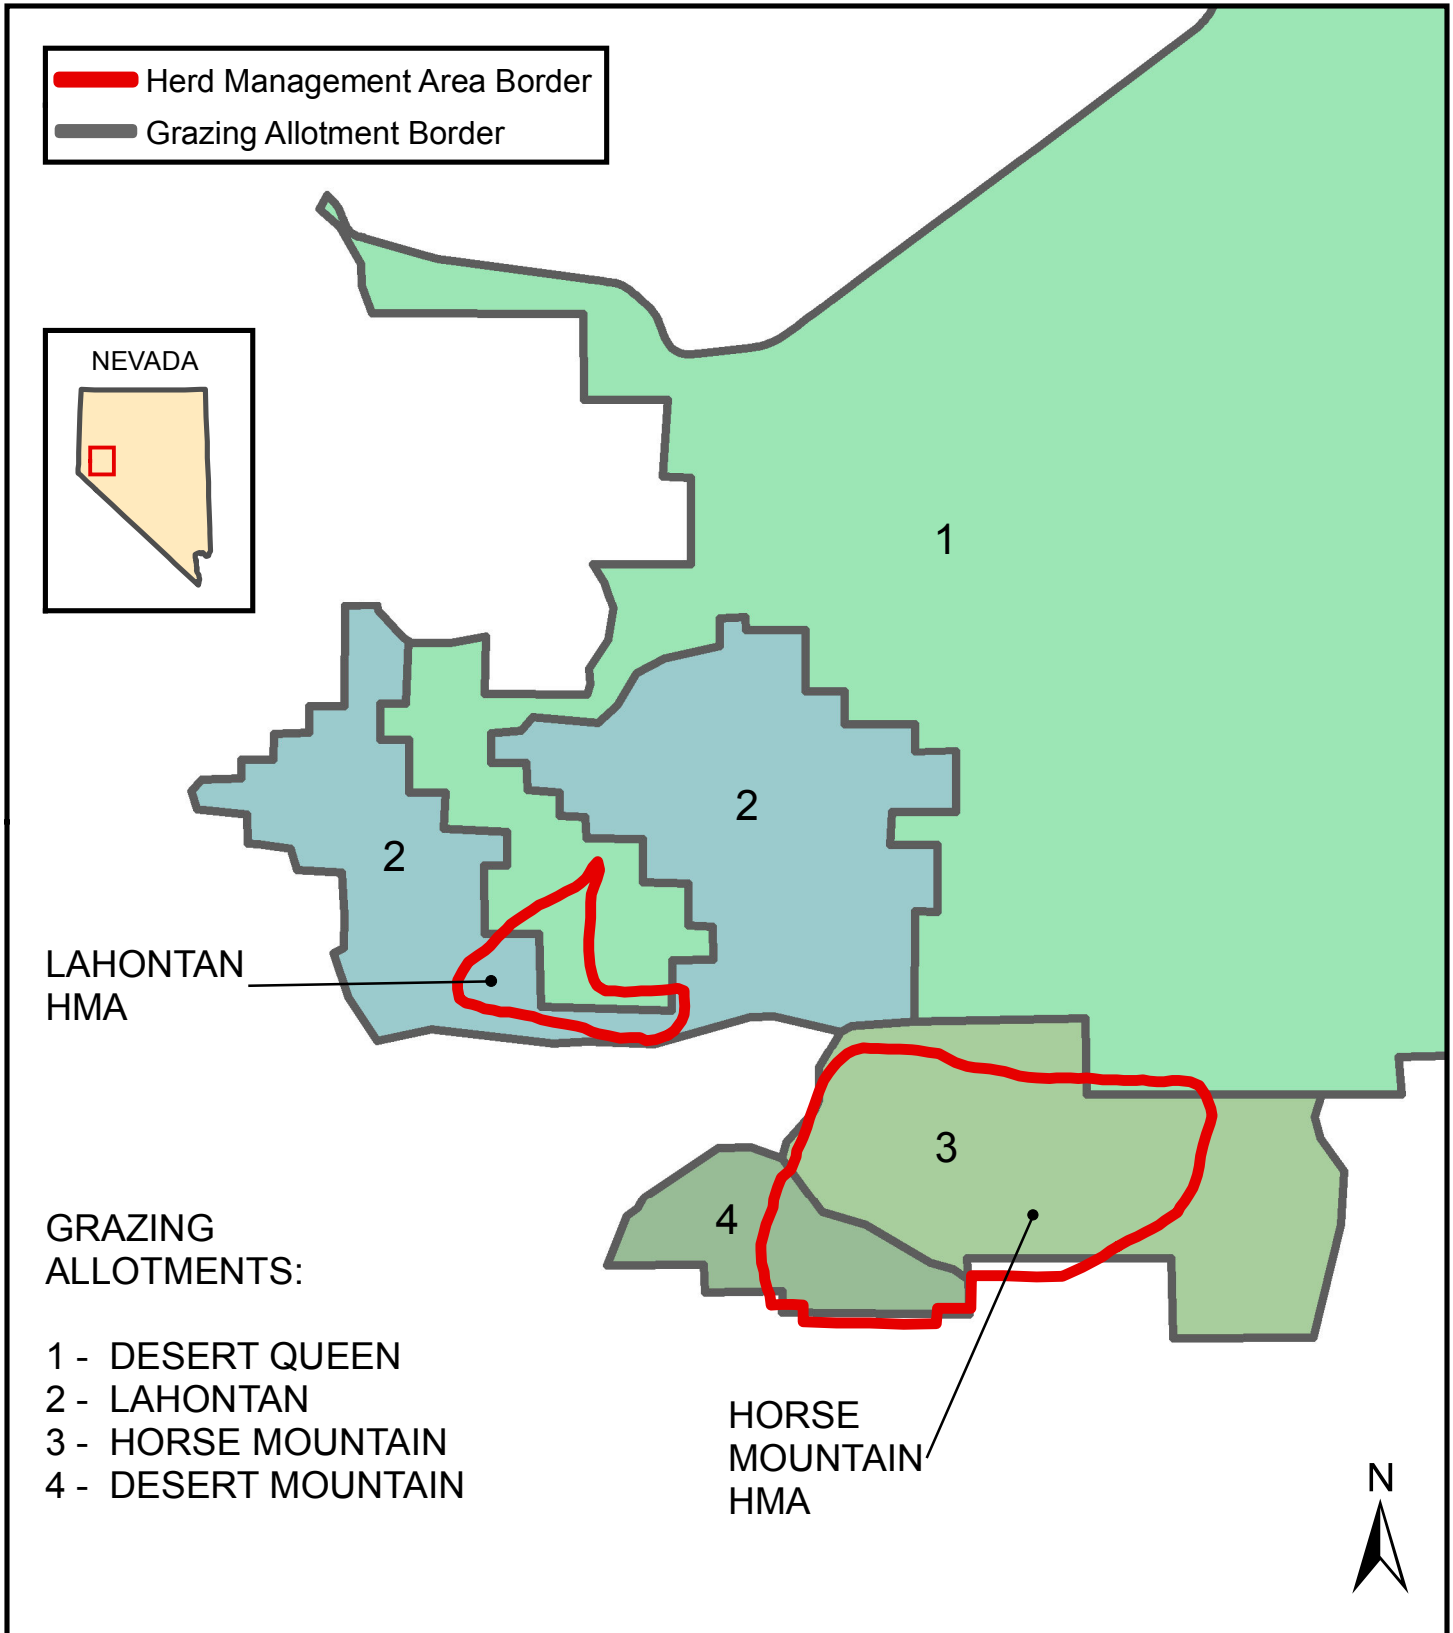 Herd Management Area Border
Grazing Allotment Border
NEVADA
1
2
2
LAHONTAN
HMA
3
4
GRAZING
ALLOTMENTS:
1 - DESERT QUEEN
2 - LAHONTAN
3 - HORSE MOUNTAIN
4 - DESERT MOUNTAIN
HORSE
MOUNTAIN
HMA
N